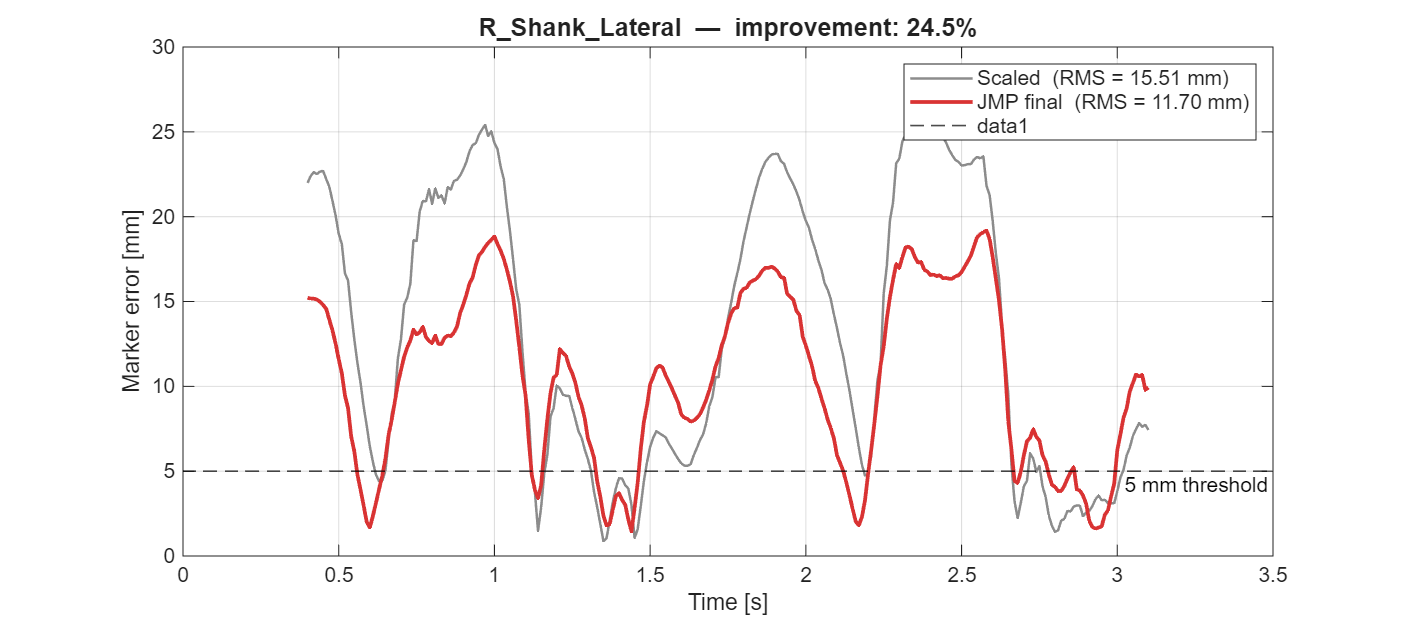 R_Shank_Lateral — improvement: 24.5%
Scaled (RMS = 15.51 mm)
JMP final (RMS = 11.70 mm)
data1
Marker error [mm]
30
25
20
15
10
5
0
5 mm threshold
0 0.5 1 1.5 2 2.5 3 3.5
Time [s]